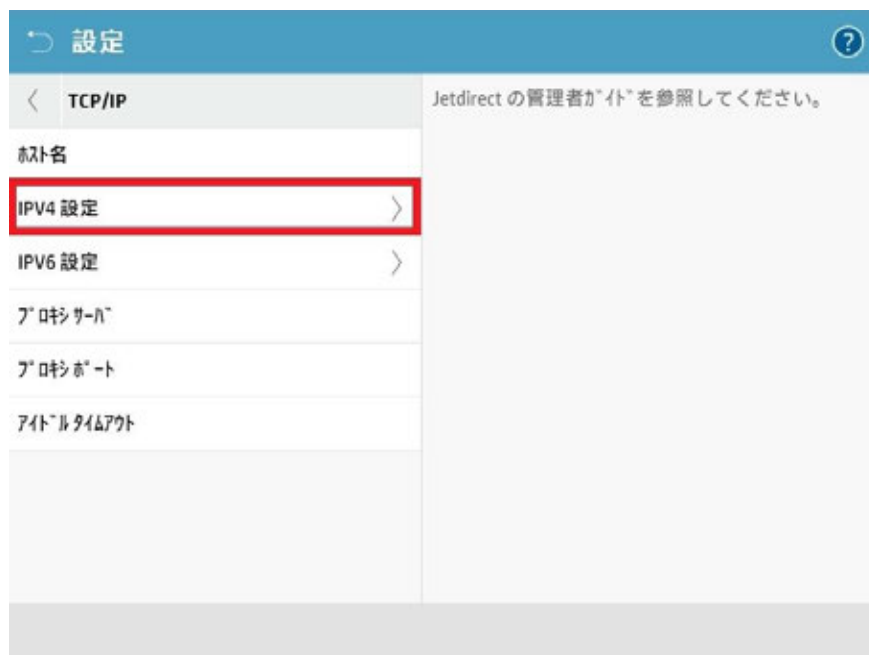 設定
?
TCP/IP
Jetdirect の管理者ｶﾞｲﾄﾞを参照してください。
ﾎｽﾄ名
IPV4 設定
IPV6 設定
ﾌﾟﾛｷｼ ｻｰﾊﾞ
ﾌﾟﾛｷｼ ﾎﾟｰﾄ
ｱｲﾄﾞﾙ ﾀｲﾑｱｳﾄ